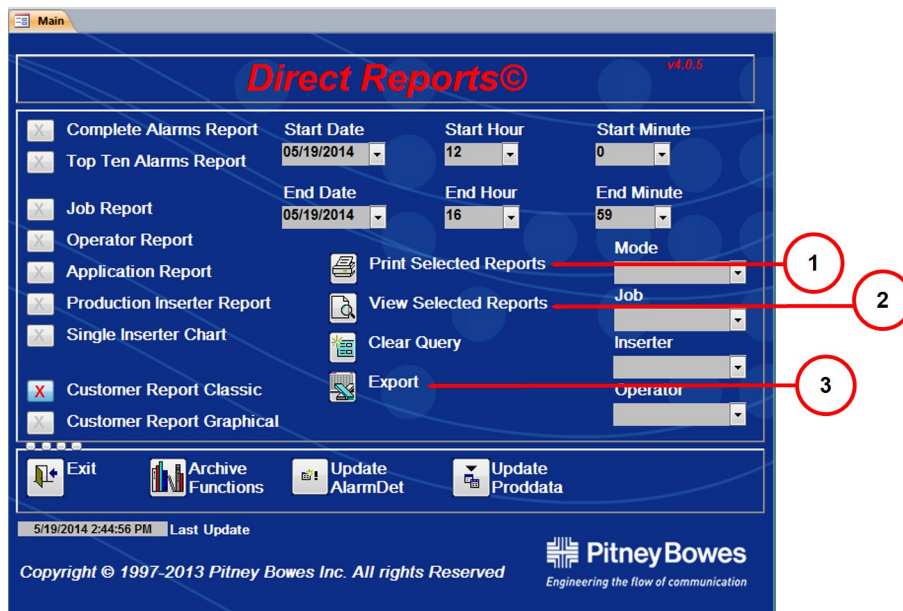 Main
Direct Reports©
v4.0.5
Complete Alarms Report
Top Ten Alarms Report
Job Report
Operator Report
Application Report
Production Inserter Report
Single Inserter Chart
Customer Report Classic
Customer Report Graphical
Start Date
05/19/2014
Start Hour
12
Start Minute
0
End Date
05/19/2014
End Hour
16
End Minute
59
Print Selected Reports
View Selected Reports
Clear Query
Export
Mode
Job
Inserter
Operator
1
2
3
Exit
Archive
Functions
Update
AlarmDet
Update
Proddata
5/19/2014 2:44:56 PM Last Update
Copyright © 1997-2013 Pitney Bowes Inc. All rights Reserved
Pitney Bowes
Engineering the flow of communication